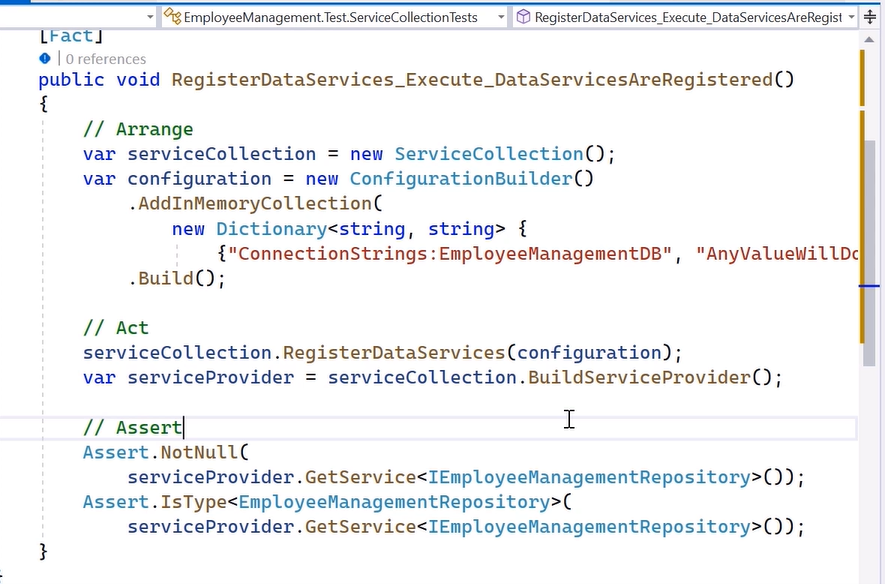 EmployeeManagement.Test.ServiceCollectionTests RegisterDataServices_Execute_DataServicesAreRegist
[Fact]
0 references
public void RegisterDataServices_Execute_DataServicesAreRegistered()
{
// Arrange
var serviceCollection = new ServiceCollection();
var configuration = new ConfigurationBuilder()
.AddInMemoryCollection(
new Dictionary<string, string> {
{"ConnectionStrings:EmployeeManagementDB", "AnyValueWillDo
.Build();
// Act
serviceCollection.RegisterDataServices(configuration);
var serviceProvider = serviceCollection.BuildServiceProvider();
// Assert
Assert.NotNull(
serviceProvider.GetService<IEmployeeManagementRepository>());
Assert.IsType<EmployeeManagementRepository>(
serviceProvider.GetService<IEmployeeManagementRepository>());
}